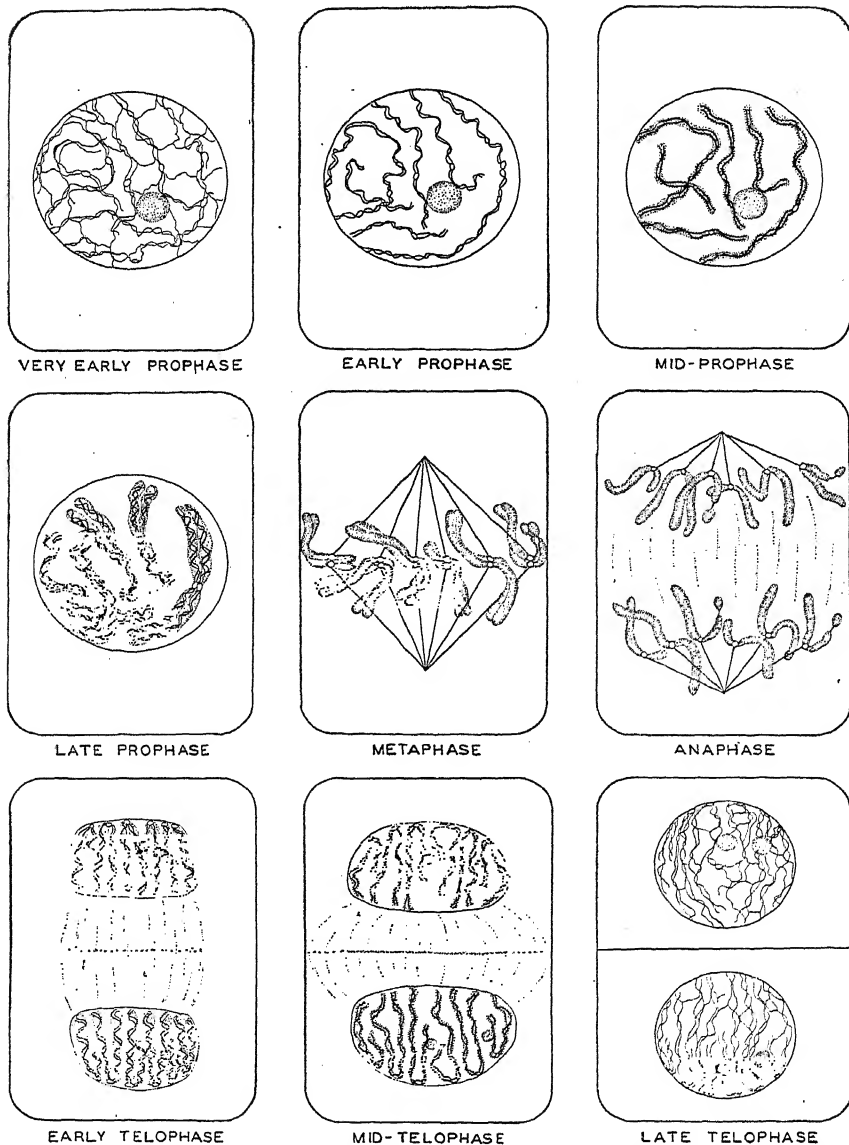 VERY EARLY PROPHASE
EARLY PROPHASE
MID-PROPHASE
LATE PROPHASE
METAPHASE
ANAPHASE
EARLY TELOPHASE
MID-TELOPHASE
LATE TELOPHASE